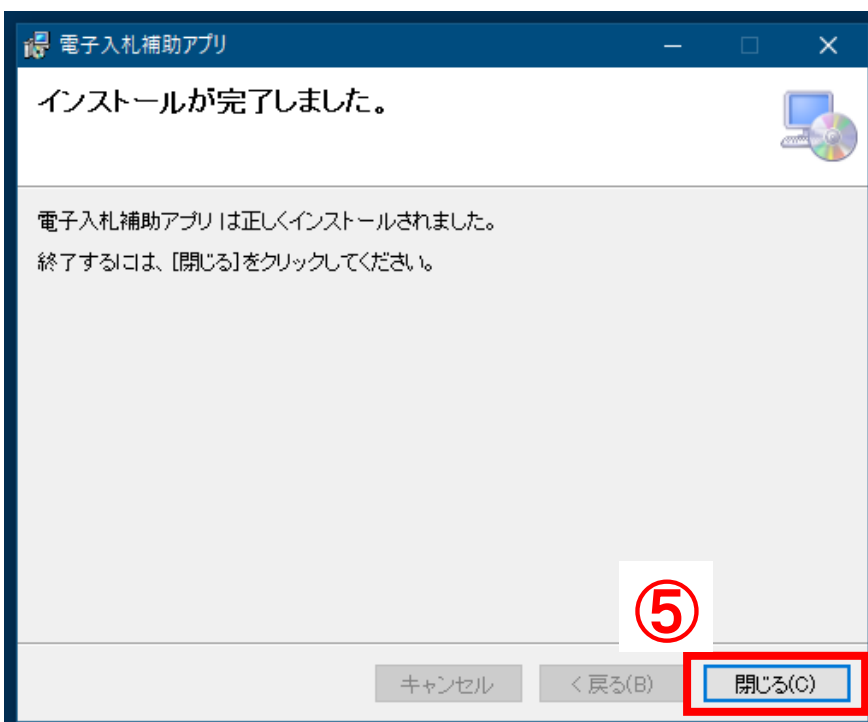 電子入札補助アプリ
インストールが完了しました。
電子入札補助アプリ は正しくインストールされました。
終了するには、[閉じる]をクリックしてください。
⑤
キャンセル
< 戻る(B)
閉じる(C)